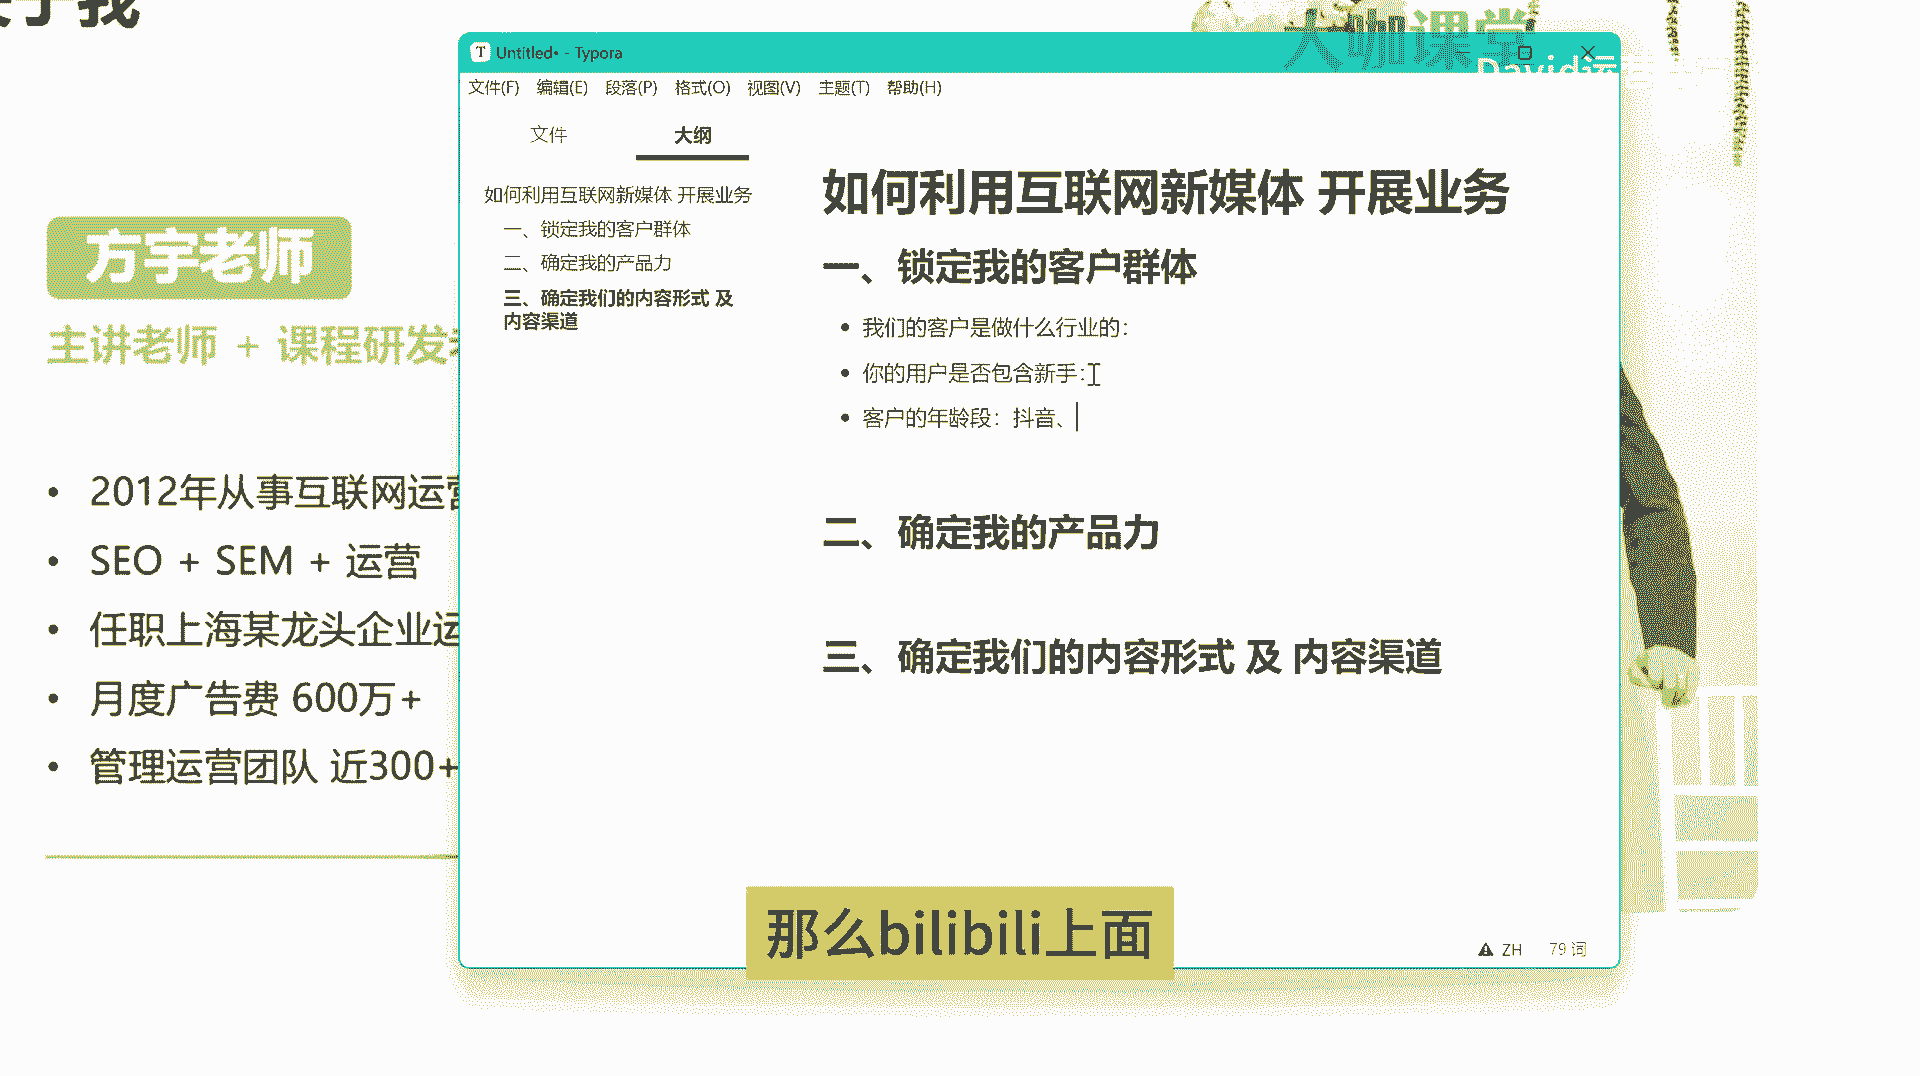 于我
大咖课堂
David运
Untitled• - Typora
文件(F) 编辑(E) 段落(P) 格式(O) 视图(V) 主题(T) 帮助(H)
文件 大纲
如何利用互联网新媒体 开展业务
一、锁定我的客户群体
二、确定我的产品力
三、确定我们的内容形式 及
内容渠道
如何利用互联网新媒体 开展业务
一、锁定我的客户群体
• 我们的客户是做什么行业的：
• 你的用户是否包含新手：
• 客户的年龄段：抖音、
二、确定我的产品力
三、确定我们的内容形式 及 内容渠道
方宇老师
主讲老师 + 课程研发
• 2012年从事互联网运营
• SEO + SEM + 运营
• 任职上海某龙头企业运
• 月度广告费 600万+
• 管理运营团队 近300+
那么bilibili上面
ZH 79 词